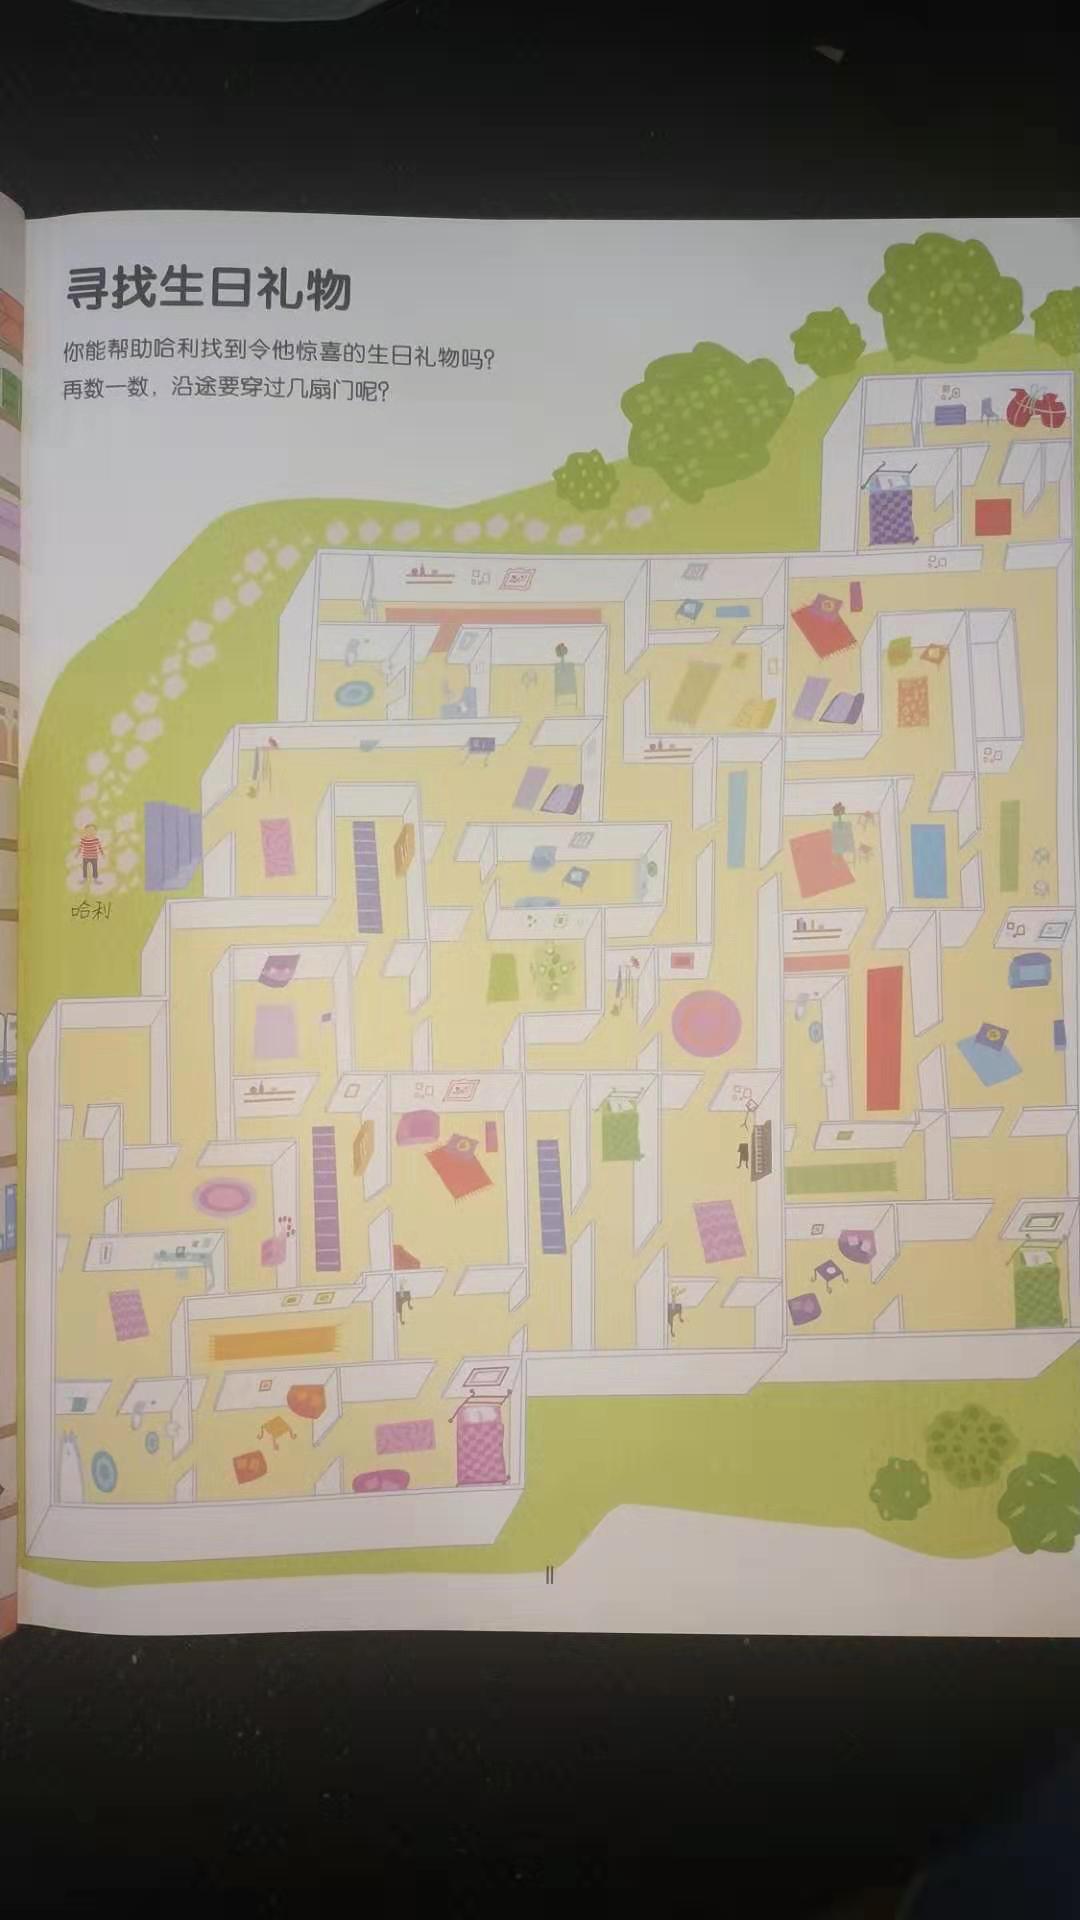 寻找生日礼物
你能帮助哈利找到令他惊喜的生日礼物吗?
再数一数，沿途要穿过几扇门呢?
哈利
11